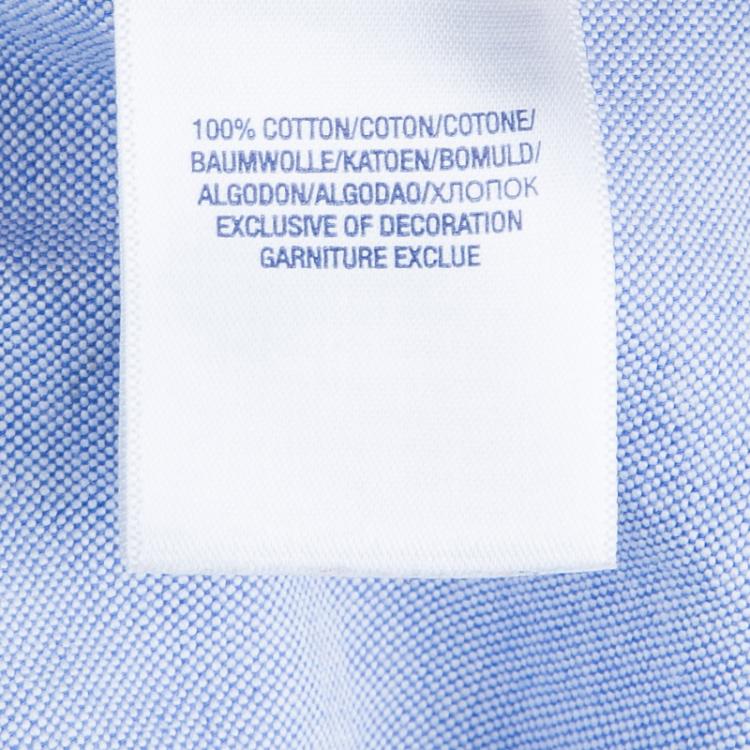 100% COTTON/COTON/COTONE/
BAUMWOLLE/KATOEN/BOMULD/
ALGODON/ALGODAO/ХЛОПОК
EXCLUSIVE OF DECORATION
GARNITURE EXCLUE